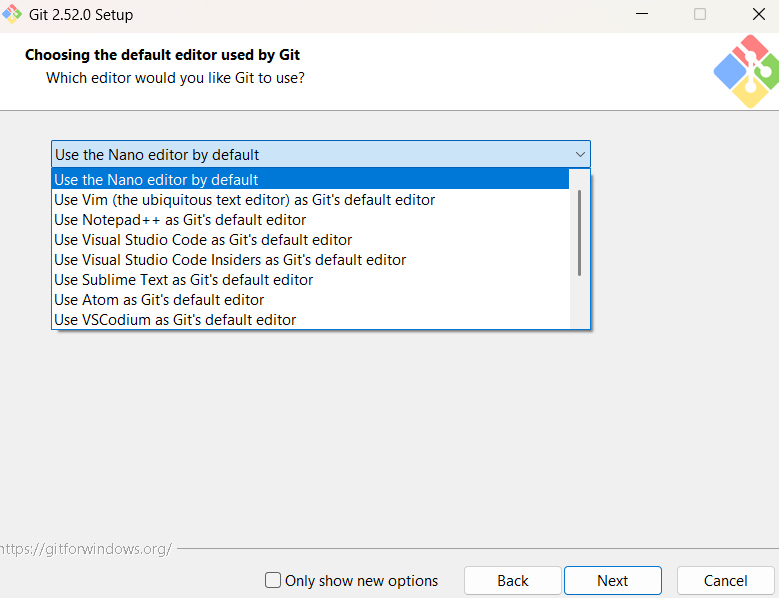 Git 2.52.0 Setup
Choosing the default editor used by Git
Which editor would you like Git to use?
Use the Nano editor by default
Use the Nano editor by default
Use Vim (the ubiquitous text editor) as Git's default editor
Use Notepad++ as Git's default editor
Use Visual Studio Code as Git's default editor
Use Visual Studio Code Insiders as Git's default editor
Use Sublime Text as Git's default editor
Use Atom as Git's default editor
Use VSCodium as Git's default editor
https://gitforwindows.org/
Only show new options Back Next Cancel